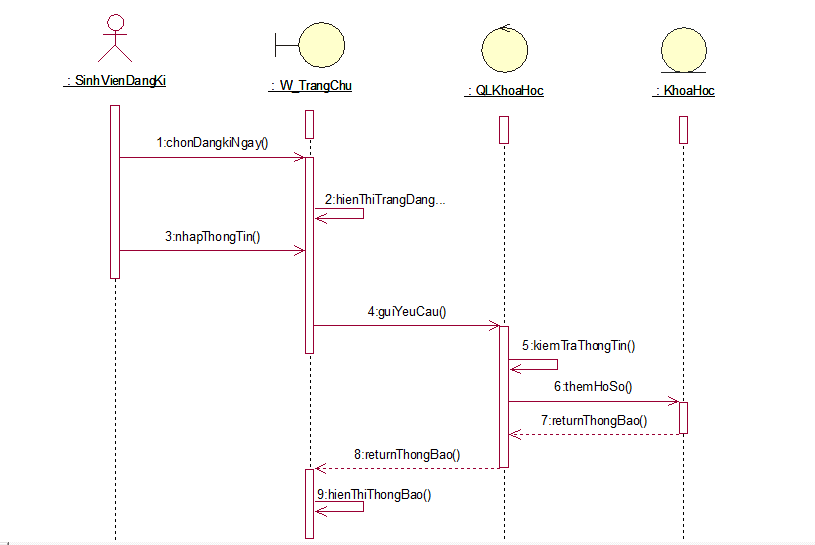 : SinhVienDangKi
: W_TrangChu
: QLKhoaHoc
: KhoaHoc
1:chonDangkiNgay()
2:hienThiTrangDang...
3:nhapThongTin()
4:guiYeuCau()
5:kiemTraThongTin()
6:themHoSo()
7:returnThongBao()
8:returnThongBao()
9:hienThiThongBao()